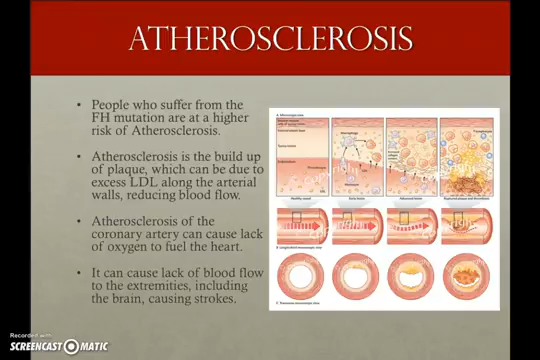 ATHEROSCLEROSIS
• People who suffer from the
FH mutation are at a higher
risk of Atherosclerosis.
• Atherosclerosis is the build up
of plaque, which can be due to
excess LDL along the arterial
walls, reducing blood flow.
• Atherosclerosis of the
coronary artery can cause lack
of oxygen to fuel the heart.
• It can cause lack of blood flow
to the extremities, including
the brain, causing strokes.
Macrophage
Healthy vessel
Recorded with
SCREENCAST MATIC